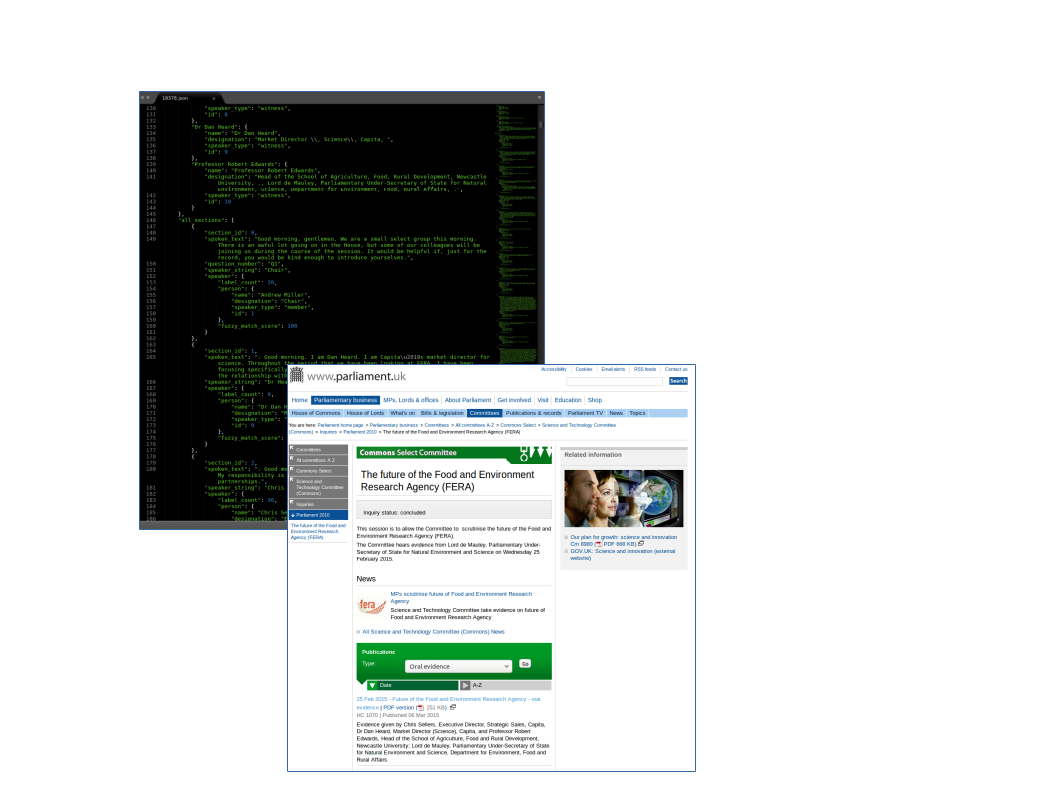 18378.json
130 "speaker_type": "witness",
131 "id": 8
132 },
133 "Dr Dan Heard": {
134 "name": "Dr Dan Heard",
135 "designation": "Market Director \\, Science\\, Capita, ",
136 "speaker_type": "witness",
137 "id": 9
138 },
139 "Professor Robert Edwards": {
140 "name": "Professor Robert Edwards",
141 "designation": "Head of the School of Agriculture, Food, Rural Development, Newcastle
University, ., Lord de Mauley, Parliamentary Under-Secretary of State for Natural
Environment, Science, Department for Environment, Food, Rural Affairs, .",
142 "speaker_type": "witness",
143 "id": 10
144 }
145 },
146 "all_sections": [
147 {
148 "section_id": 0,
149 "spoken_text": "Good morning, gentlemen. We are a small select group this morning.
There is an awful lot going on in the House, but some of our colleagues will be
joining us during the course of the session. It would be helpful if, just for the
record, you would be kind enough to introduce yourselves.",
150 "question_number": "Q1",
151 "speaker_string": "Chair",
152 "speaker": {
153 "label_count": 20,
154 "person": {
155 "name": "Andrew Miller",
156 "designation": "Chair",
157 "speaker_type": "member",
158 "id": 1
159 },
160 "fuzzy_match_score": 100
161 }
162 },
163 {
164 "section_id": 1,
165 "spoken_text": ": Good morning. I am Dan Heard. I am Capita\u2019s market director for
science. Throughout the period that we have been looking at FERA, I have been
focusing specifically
the relationship with
166 "speaker_string": "Dr He
167 "speaker": {
168 "label_count": 9,
169 "person": {
170 "name": "Dr Dan H
171 "designation": "M
172 "speaker_type":
173 "id": 9
174 },
175 "fuzzy_match_score":
176 }
177 },
178 {
179 "section_id": 2,
180 "spoken_text": ": Good mo
My responsibility is
partnerships.",
181 "speaker_string": "Chris
182 "speaker": {
183 "label_count": 36,
184 "person": {
185 "name": "Chris Se
186 "designation": "
www.parliament.uk
Accessibility Cookies Email alerts RSS feeds Contact us
Search
Home Parliamentary business MPs, Lords & offices About Parliament Get involved Visit Education Shop
House of Commons House of Lords What's on Bills & legislation Committees Publications & records Parliament TV News Topics
You are here: Parliament home page > Parliamentary business > Committees > All committees A-Z > Commons Select > Science and Technology Committee
(Commons) > Inquiries > Parliament 2010 > The future of the Food and Environment Research Agency (FERA)
Committees
All committees A-Z
Commons Select
Science and
Technology Committee
(Commons)
Inquiries
Parliament 2010
The future of the Food and
Environment Research
Agency (FERA)
Commons Select Committee
The future of the Food and Environment
Research Agency (FERA)
Inquiry status: concluded
This session is to allow the Committee to scrutinise the future of the Food and
Environment Research Agency (FERA).
The Committee hears evidence from Lord de Mauley, Parliamentary Under-
Secretary of State for Natural Environment and Science on Wednesday 25
February 2015.
News
fera
MPs scrutinise future of Food and Environment Research
Agency
Science and Technology Committee take evidence on future of
Food and Environment Research Agency
All Science and Technology Committee (Commons) News
Publications
Type: Oral evidence Go
Date A-Z
25 Feb 2015 - Future of the Food and Environment Research Agency - oral
evidence | PDF version ( 251 KB)
HC 1070 | Published 06 Mar 2015
Evidence given by Chris Sellers, Executive Director, Strategic Sales, Capita,
Dr Dan Heard, Market Director (Science), Capita, and Professor Robert
Edwards, Head of the School of Agriculture, Food and Rural Development,
Newcastle University; Lord de Mauley, Parliamentary Under-Secretary of State
for Natural Environment and Science, Department for Environment, Food and
Rural Affairs
Related information
Our plan for growth: science and innovation
Cm 8980 ( PDF 668 KB)
GOV.UK: Science and innovation (external
website)